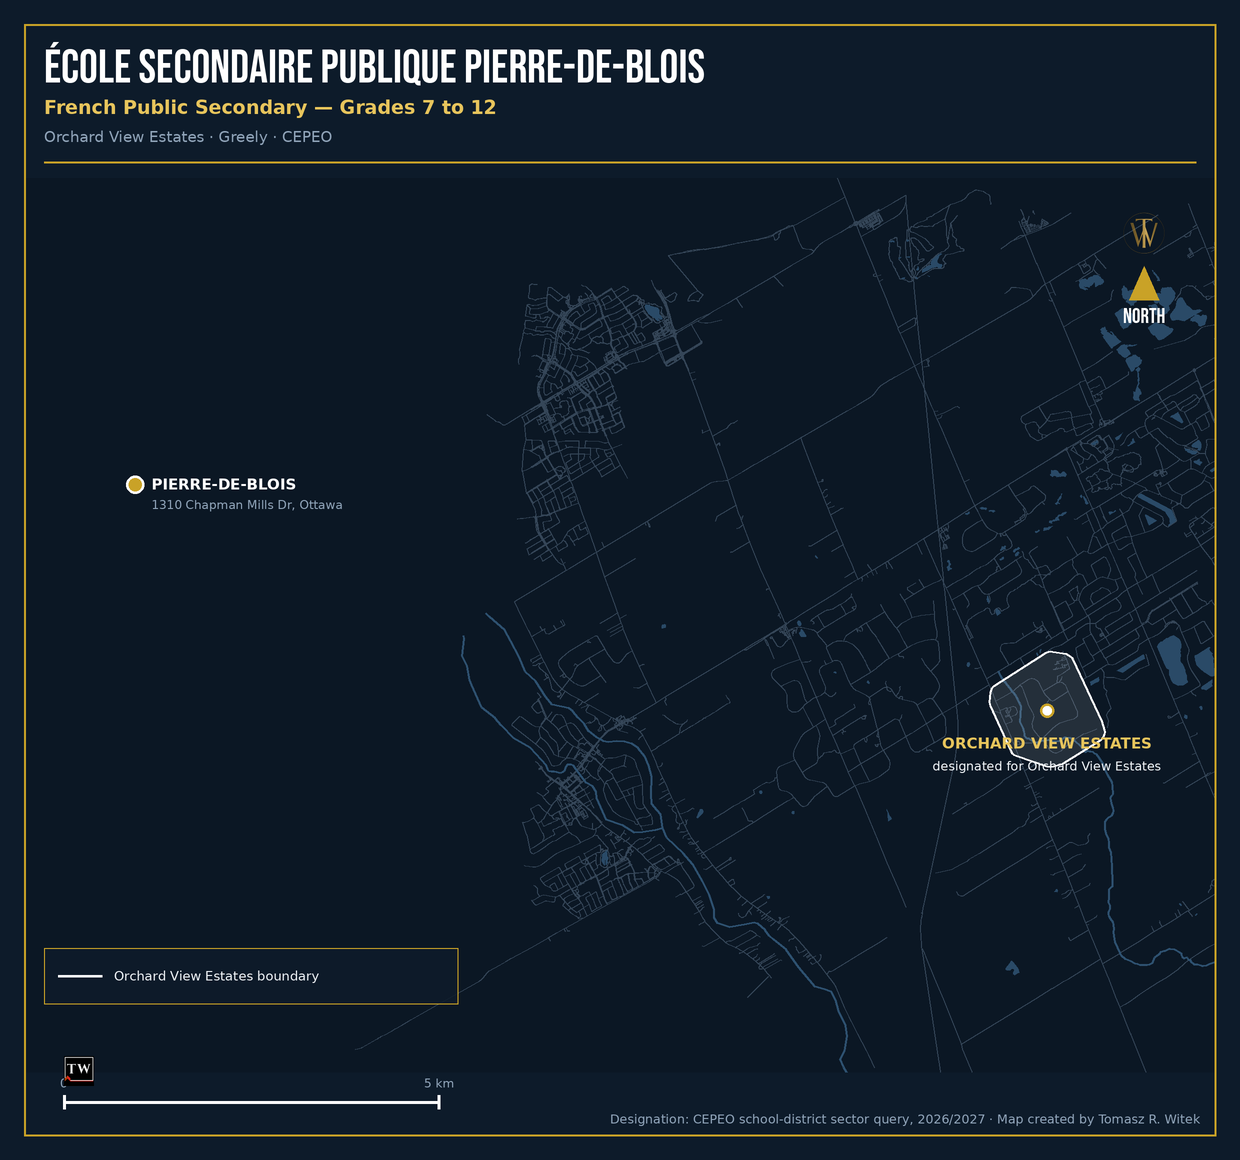 ÉCOLE SECONDAIRE PUBLIQUE PIERRE-DE-BLOIS
French Public Secondary — Grades 7 to 12
Orchard View Estates · Greely · CEPEO
TW
NORTH
PIERRE-DE-BLOIS
1310 Chapman Mills Dr, Ottawa
ORCHARD VIEW ESTATES
designated for Orchard View Estates
Orchard View Estates boundary
TW
0 5 km
Designation: CEPEO school-district sector query, 2026/2027 · Map created by Tomasz R. Witek